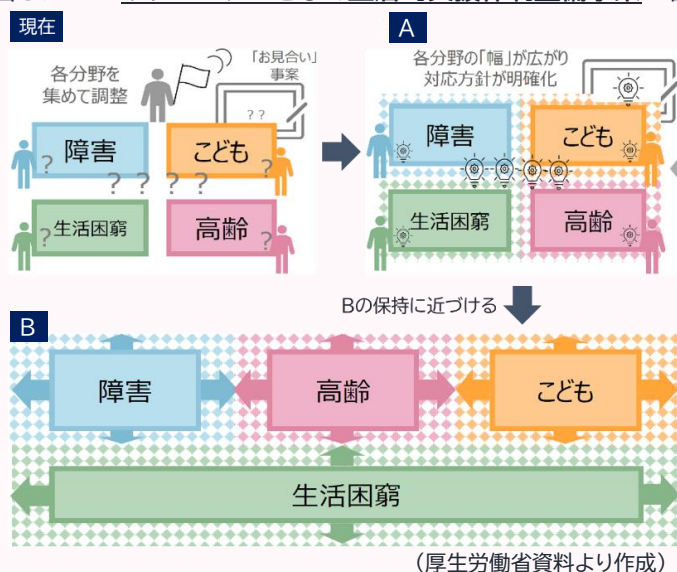 現在
各分野を
集めて調整
「お見合い」
事案
??
障害
こども
?
?
? ? ? ?
生活困窮
高齢
?
?
A
各分野の「幅」が広がり
対応方針が明確化
障害
こども
生活困窮
高齢
Bの保持に近づける
B
障害
高齢
こども
生活困窮
(厚生労働省資料より作成)